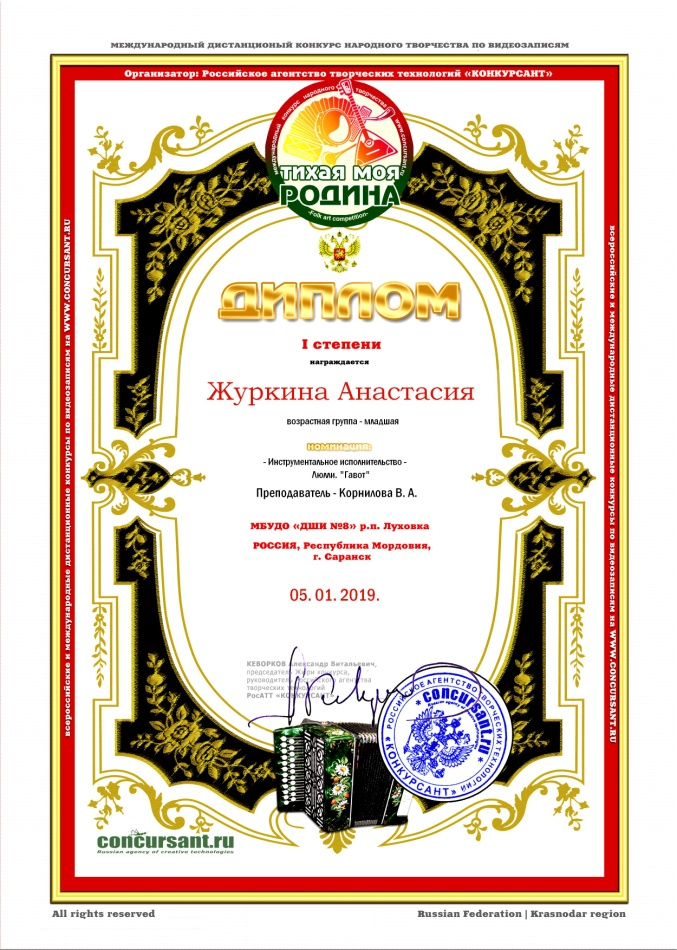 МЕЖДУНАРОДНЫЙ ДИСТАНЦИОНЫЙ КОНКУРС НАРОДНОГО ТВОРЧЕСТВА ПО ВИДЕОЗАПИСЯМ
Организатор: Российское агентство творческих технологий «КОНКУРСАНТ»
международный конкурс народного творчества www.concursant.ru
ТИХАЯ МОЯ
РОДИНА
-Folk art competition-
всероссийские и международные дистанционные конкурсы по видеозаписям на WWW.CONCURSANT.RU
всероссийские и международные дистанционные конкурсы по видеозаписям на WWW.CONCURSANT.RU
ДИПЛОМ
I степени
награждается
Журкина Анастасия
возрастная группа - младшая
номинация:
- Инструментальное исполнительство -
Люлли. "Гавот"
Преподаватель - Корнилова В. А.
МБУДО «ДШИ №8» р.п. Луховка
РОССИЯ, Республика Мордовия,
г. Саранск
05. 01. 2019.
КЕВОРКОВ Александр Витальевич,
председатель Жюри конкурса,
руководитель агентства
творческих технологий
РосАТТ «КОНКУРСАНТ»
РОССИЙСКОЕ АГЕНТСТВО ТВОРЧЕСКИХ ТЕХНОЛОГИЙ
«КОНКУРСАНТ»
concursant.ru
concursant.ru
Russian agency of creative technologies
All rights reserved
Russian Federation | Krasnodar region